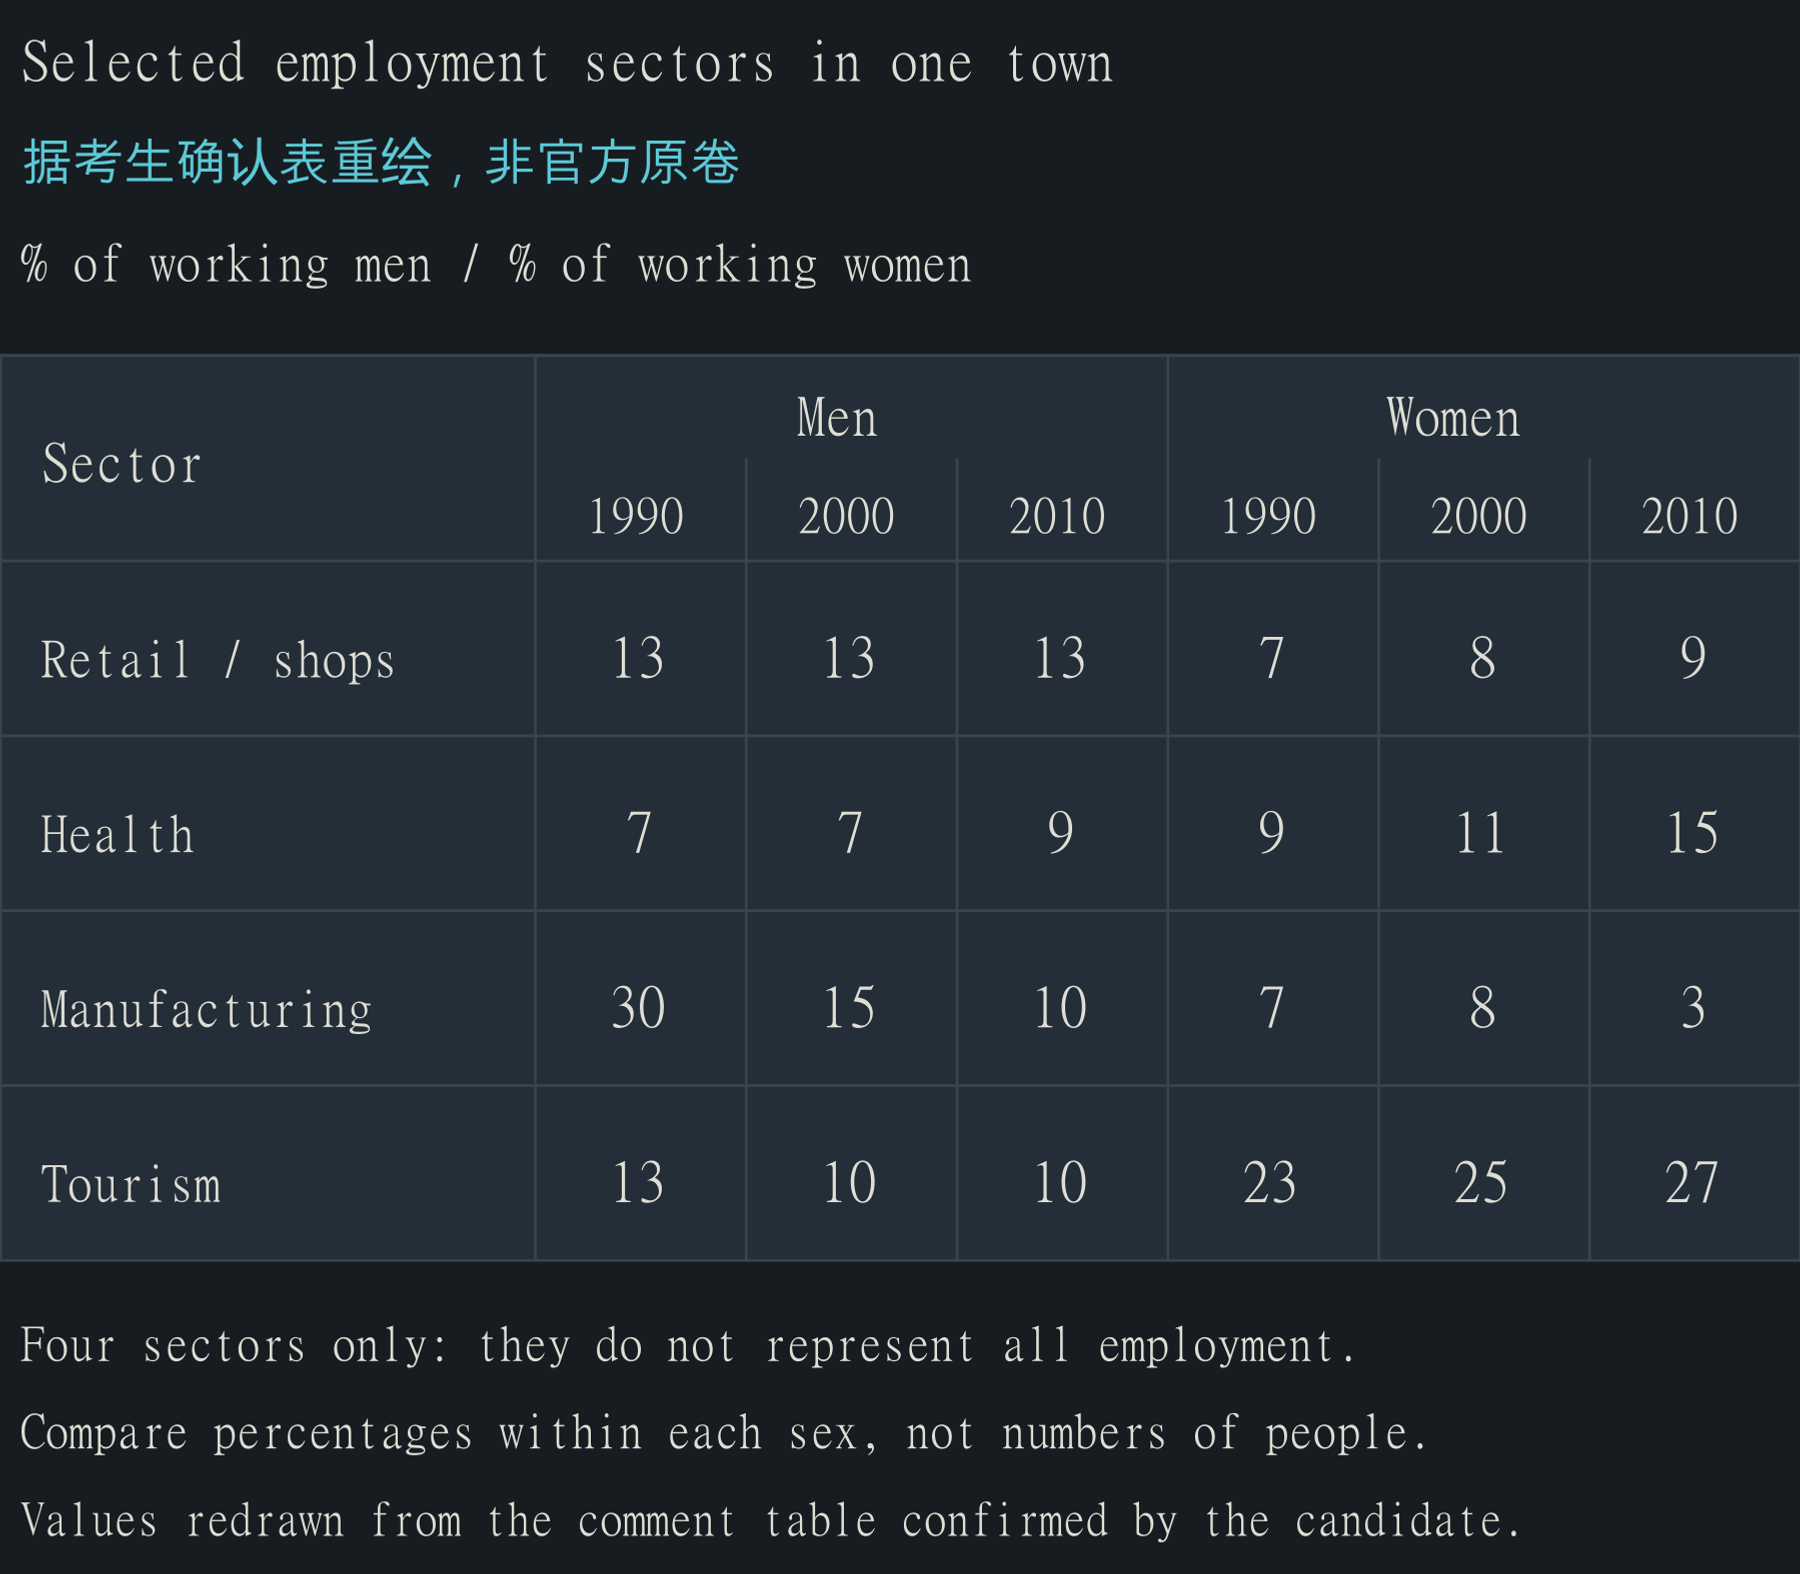 Selected employment sectors in one town
据考生确认表重绘，非官方原卷
% of working men / % of working women
Sector Men Women
1990 2000 2010 1990 2000 2010
Retail / shops 13 13 13 7 8 9
Health 7 7 9 9 11 15
Manufacturing 30 15 10 7 8 3
Tourism 13 10 10 23 25 27
Four sectors only: they do not represent all employment.
Compare percentages within each sex, not numbers of people.
Values redrawn from the comment table confirmed by the candidate.